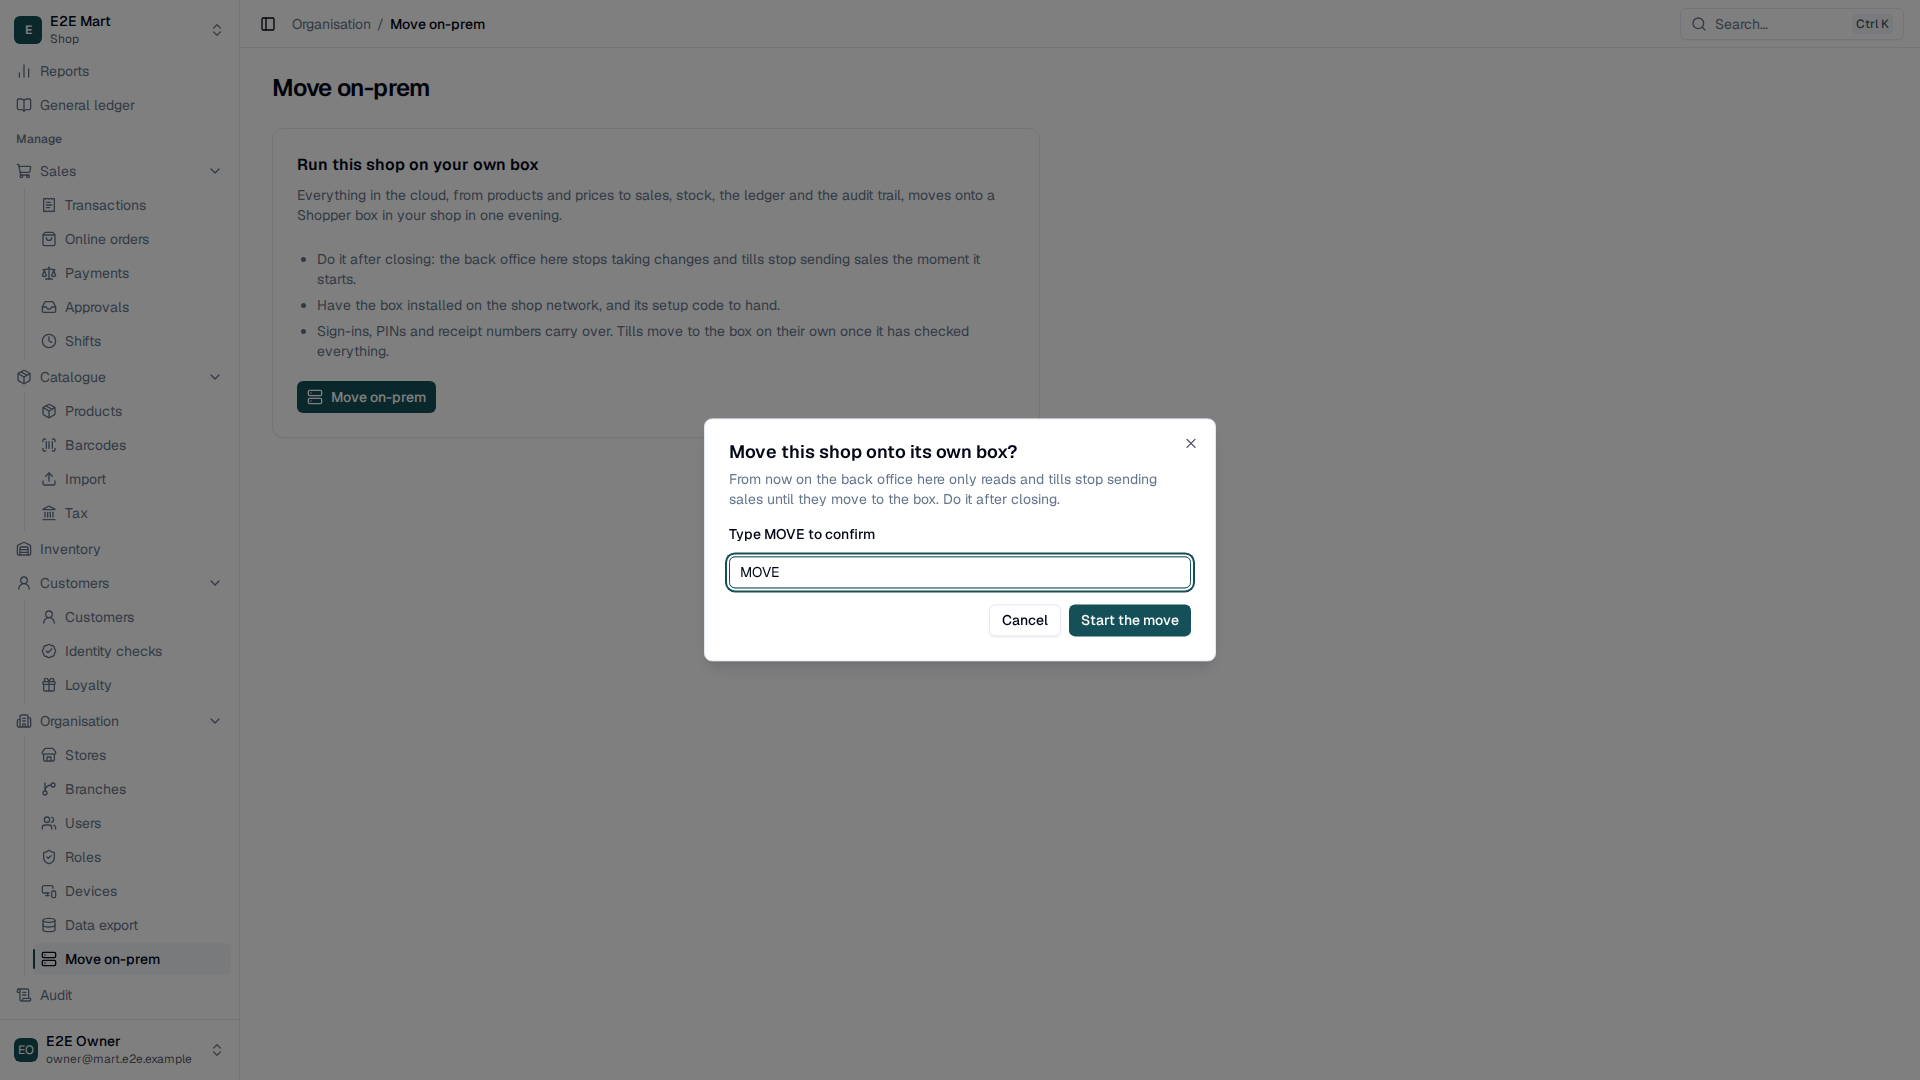 E
E2E Mart
Shop
Reports
General ledger
Manage
Sales
Transactions
Online orders
Payments
Approvals
Shifts
Catalogue
Products
Barcodes
Import
Tax
Inventory
Customers
Customers
Identity checks
Loyalty
Organisation
Stores
Branches
Users
Roles
Devices
Data export
Move on-prem
Audit
EO
E2E Owner
owner@mart.e2e.example
Organisation / Move on-prem
Search...
Ctrl K
Move on-prem
Run this shop on your own box
Everything in the cloud, from products and prices to sales, stock, the ledger and the audit trail, moves onto a
Shopper box in your shop in one evening.
• Do it after closing: the back office here stops taking changes and tills stop sending sales the moment it
starts.
• Have the box installed on the shop network, and its setup code to hand.
• Sign-ins, PINs and receipt numbers carry over. Tills move to the box on their own once it has checked
everything.
Move on-prem
Move this shop onto its own box?
From now on the back office here only reads and tills stop sending
sales until they move to the box. Do it after closing.
Type MOVE to confirm
MOVE
Cancel
Start the move